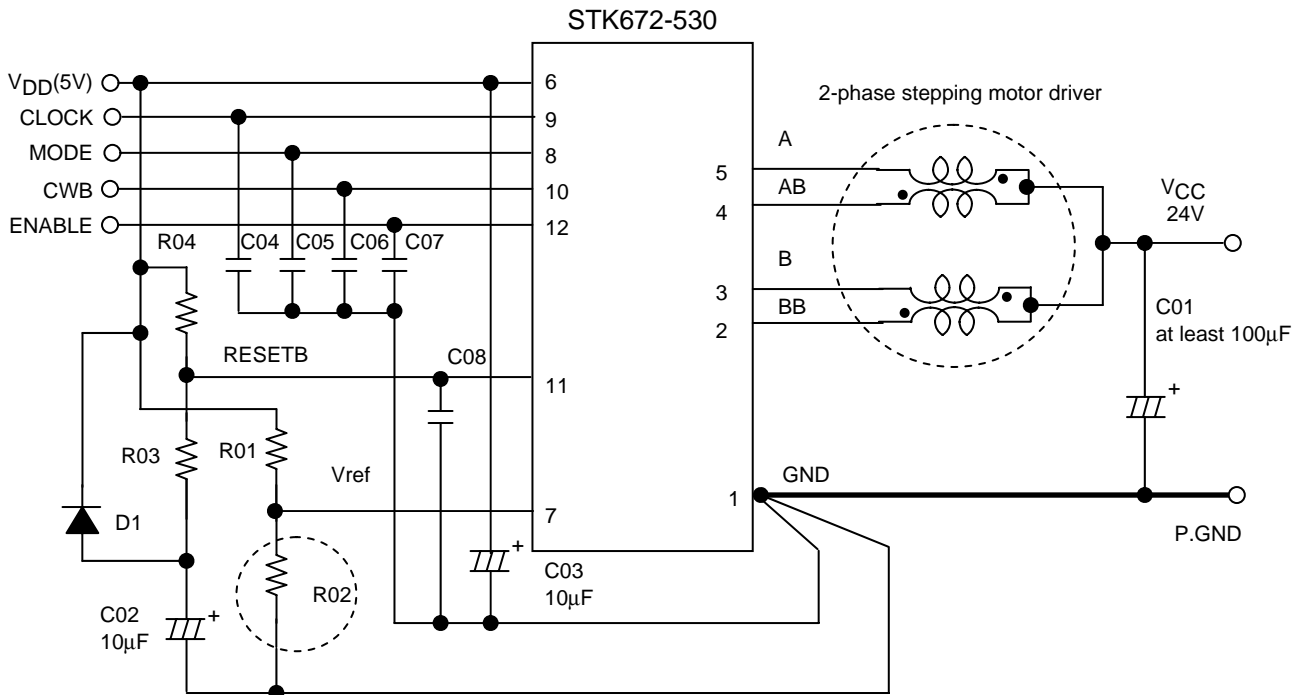 STK672-530
VDD(5V)
CLOCK
MODE
CWB
ENABLE
6
9
8
10
12
2-phase stepping motor driver
A
5
AB
4
B
3
BB
2
VCC
24V
C01
at least 100μF
+
R04
C04
C05
C06
C07
RESETB
C08
11
R03
R01
Vref
7
D1
R02
C02
10μF
+
C03
10μF
+
1
GND
P.GND